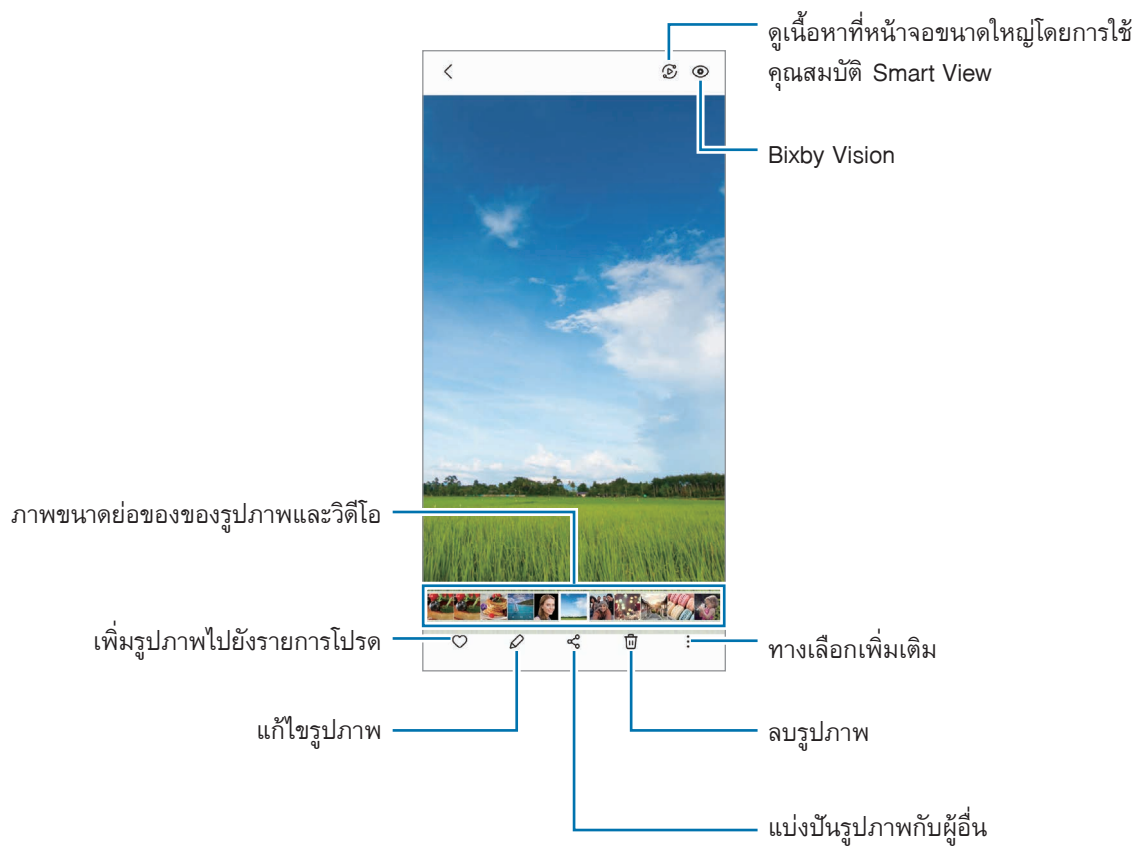 ดูเนื้อหาที่หน้าจอขนาดใหญ่โดยการใช้
คุณสมบัติ Smart View
Bixby Vision
ภาพขนาดย่อของของรูปภาพและวิดีโอ
เพิ่มรูปภาพไปยังรายการโปรด
ทางเลือกเพิ่มเติม
แก้ไขรูปภาพ
ลบรูปภาพ
แบ่งปันรูปภาพกับผู้อื่น